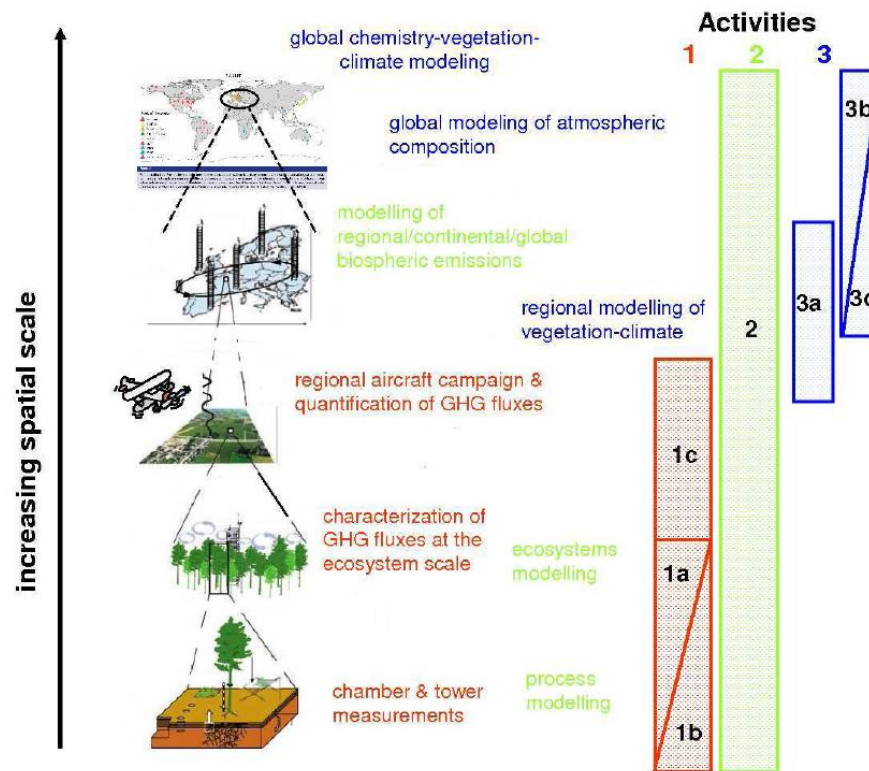 Activities
1 2 3
global chemistry-vegetation-
climate modeling
global modeling of atmospheric
composition
modelling of
regional/continental/global
biospheric emissions
regional modelling of
vegetation-climate
regional aircraft campaign &
quantification of GHG fluxes
characterization of
GHG fluxes at the
ecosystem scale
ecosystems
modelling
chamber & tower
measurements
process
modelling
increasing spatial scale
1c
1a
1b
2
3a
3b
3c